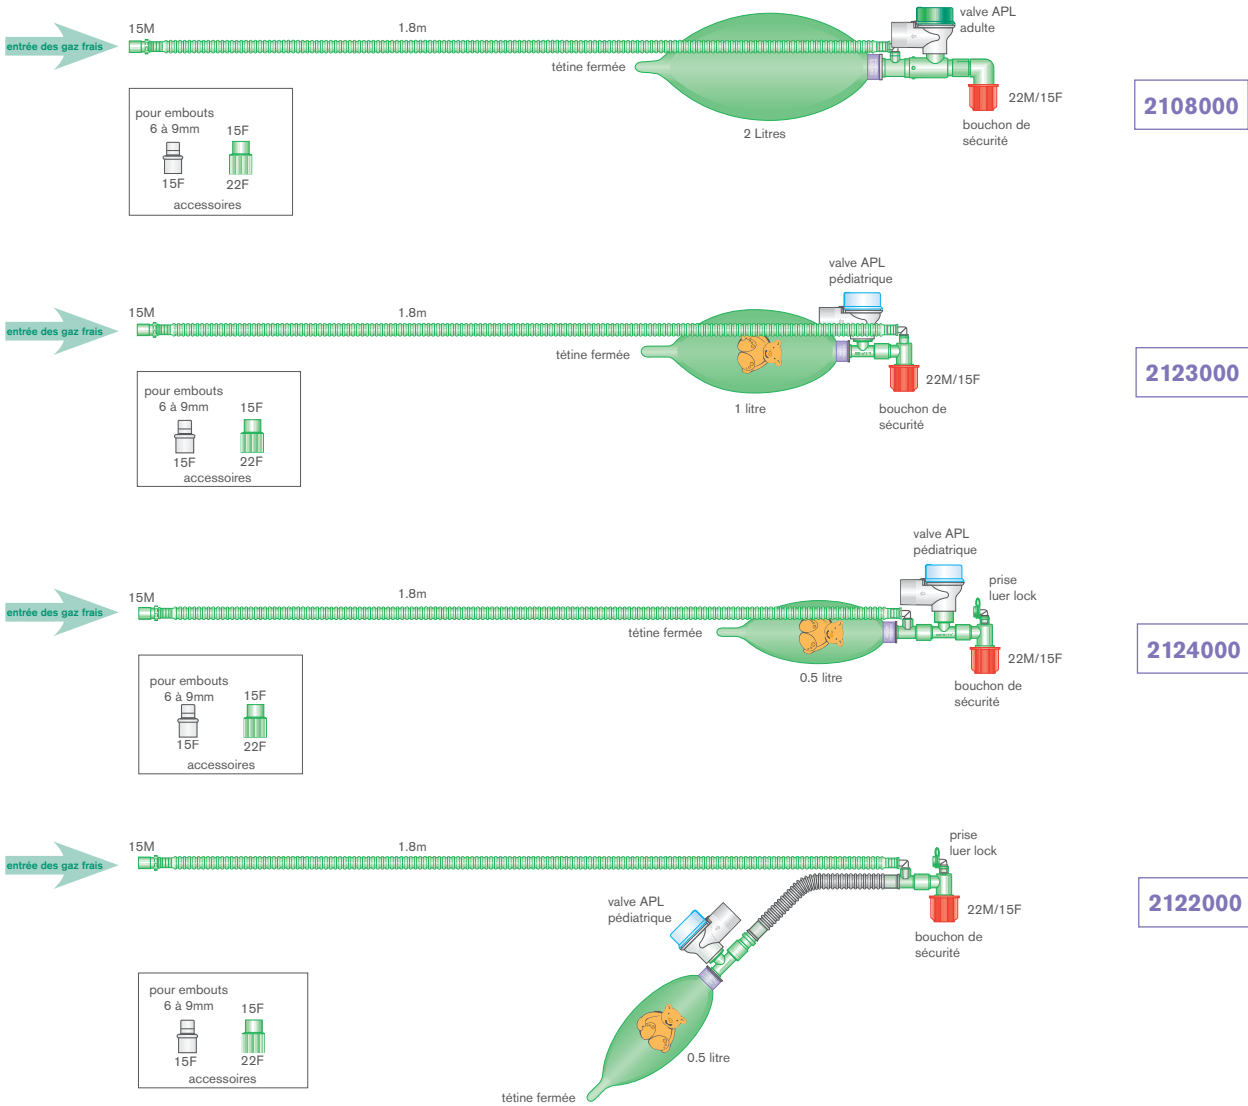 15M
1.8m
valve APL
adulte
entrée des gaz frais
tétine fermée
22M/15F
2108000
bouchon de
sécurité
2 Litres
pour embouts
6 à 9mm
15F
15F
22F
accessoires
valve APL
pédiatrique
15M
1.8m
entrée des gaz frais
tétine fermée
22M/15F
2123000
1 litre
bouchon de
sécurité
pour embouts
6 à 9mm
15F
15F
22F
accessoires
valve APL
pédiatrique
prise
luer lock
15M
1.8m
entrée des gaz frais
tétine fermée
22M/15F
2124000
0.5 litre
bouchon de
sécurité
pour embouts
6 à 9mm
15F
15F
22F
accessoires
prise
luer lock
15M
1.8m
entrée des gaz frais
valve APL
pédiatrique
22M/15F
2122000
bouchon de
sécurité
pour embouts
6 à 9mm
15F
15F
22F
accessoires
0.5 litre
tétine fermée